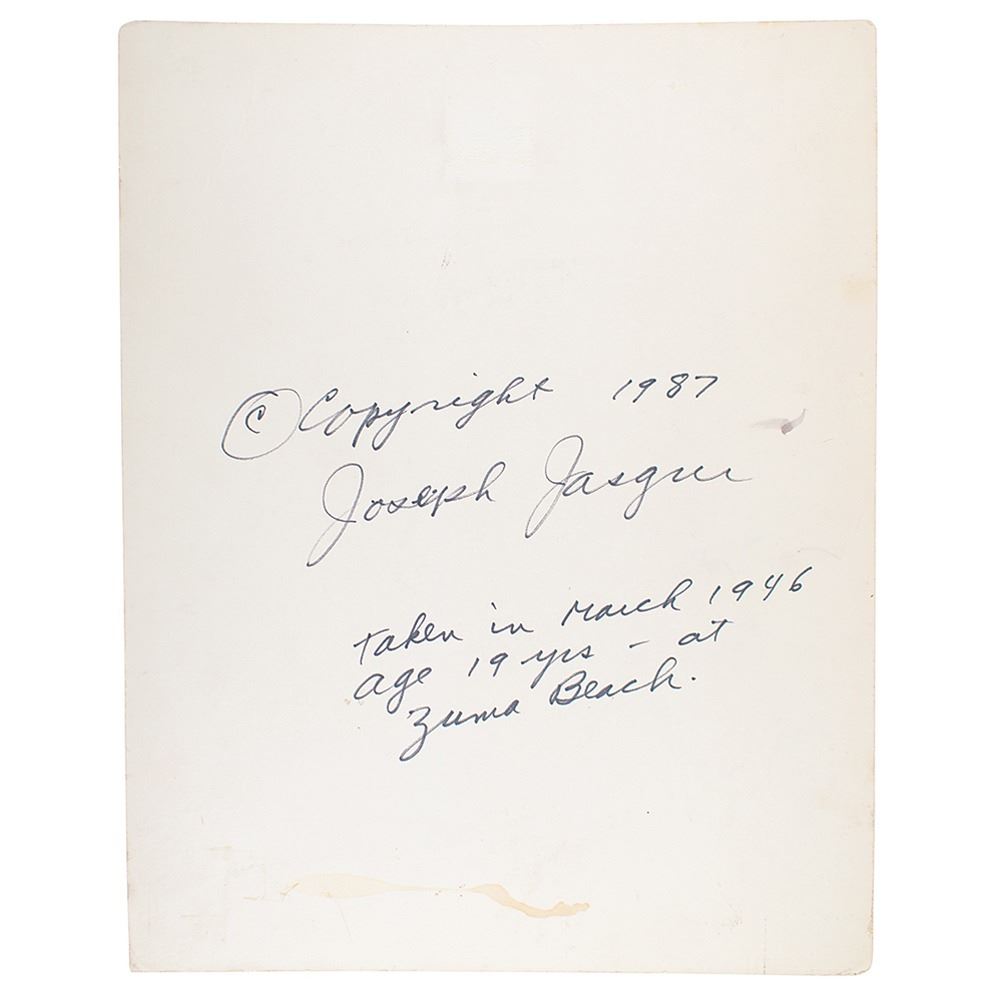 © Copyright 1987
Joseph Jasgur
taken in March 1946
age 19 yrs - at
Zuma Beach.